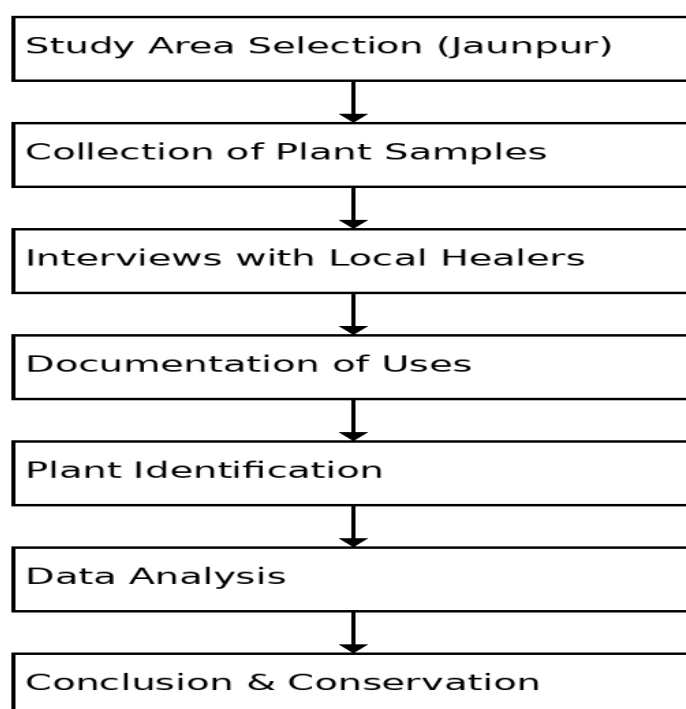 Study Area Selection (Jaunpur)
Collection of Plant Samples
Interviews with Local Healers
Documentation of Uses
Plant Identification
Data Analysis
Conclusion & Conservation